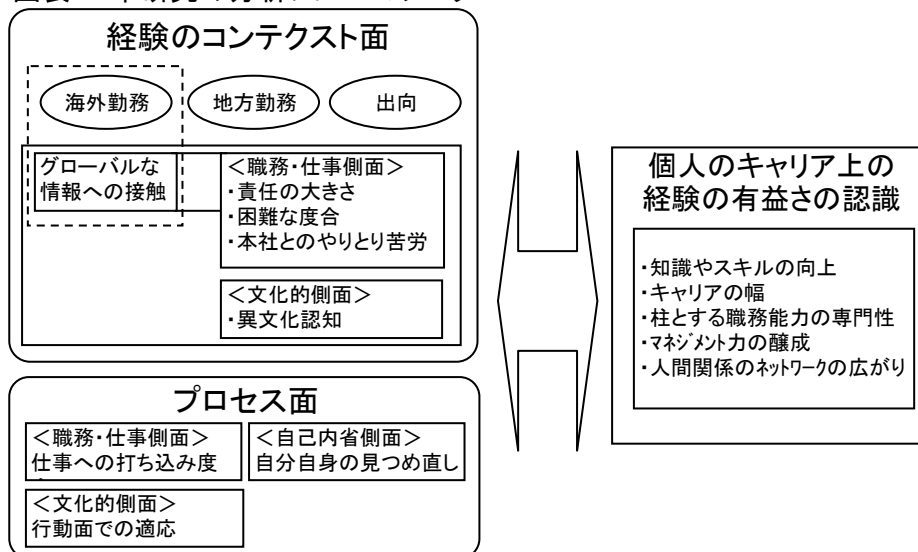 経験のコンテクスト面
海外勤務
地方勤務
出向
グローバルな
情報への接触
＜職務・仕事側面＞
・責任の大きさ
・困難な度合
・本社とのやりとり苦労
＜文化的側面＞
・異文化認知
プロセス面
＜職務・仕事側面＞
仕事への打ち込み度
＜自己内省側面＞
自分自身の見つめ直し
＜文化的側面＞
行動面での適応
個人のキャリア上の
経験の有益さの認識
・知識やスキルの向上
・キャリアの幅
・柱とする職務能力の専門性
・ﾏﾈｼﾞﾒﾝﾄ力の醸成
・人間関係のﾈｯﾄﾜｰｸの広がり